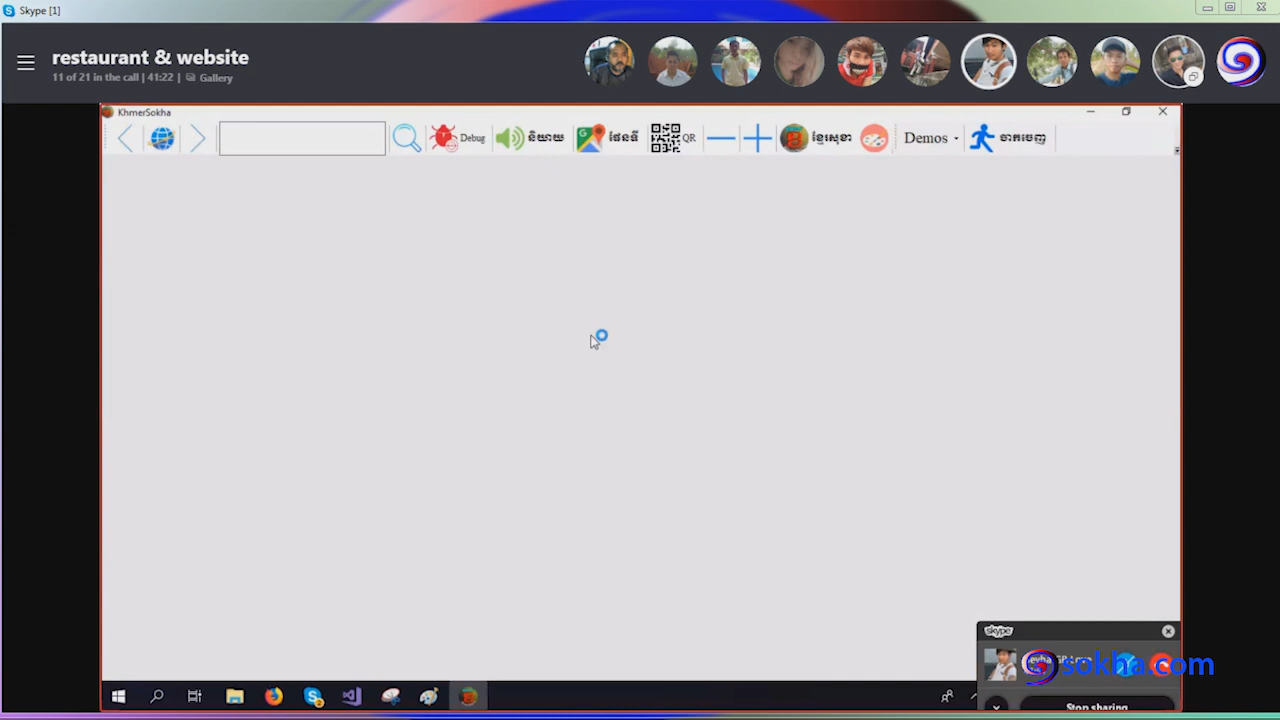 Skype [1]
restaurant & website
11 of 21 in the call | 41:22 | Gallery
KhmerSokha
Debug និយាយ ផែនទី QR ខ្មែរសុខា Demos ចាកចេញ
skype
sokha.com
Stop sharing